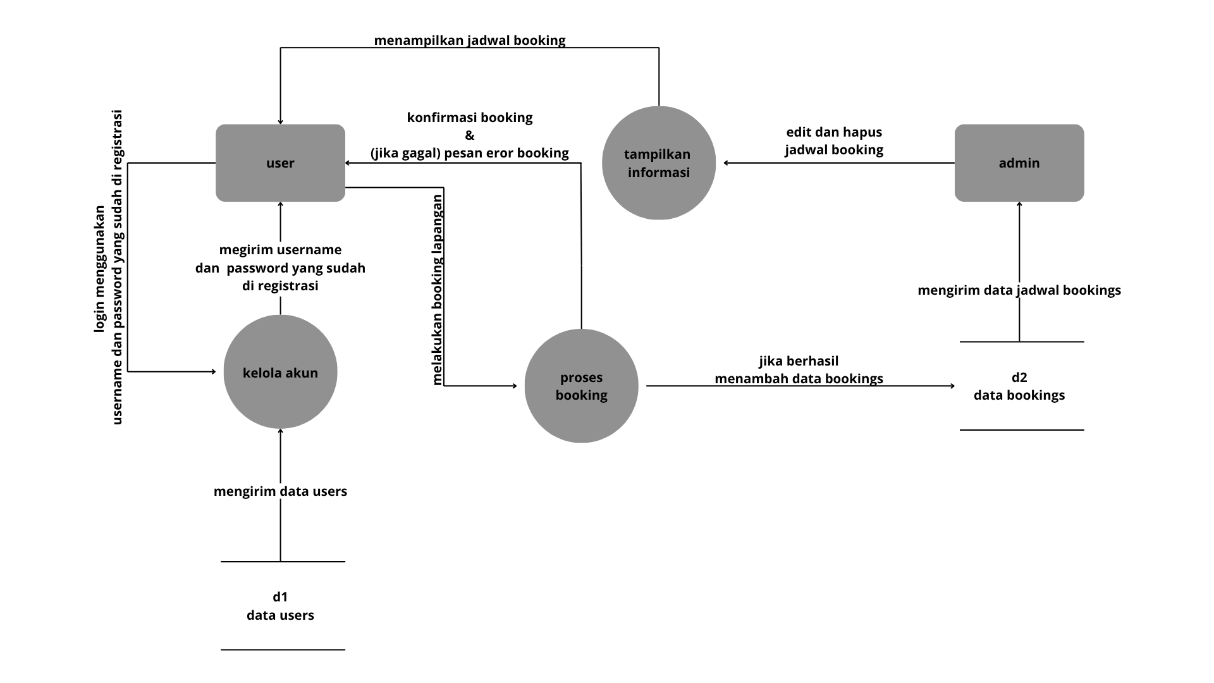 menampilkan jadwal booking
konfirmasi booking
&
(jika gagal) pesan eror booking
edit dan hapus
jadwal booking
user
tampilkan
informasi
admin
login menggunakan
username dan password yang sudah di registrasi
megirim username
dan password yang sudah
di registrasi
melakukan booking lapangan
mengirim data jadwal bookings
kelola akun
proses
booking
jika berhasil
menambah data bookings
d2
data bookings
mengirim data users
d1
data users